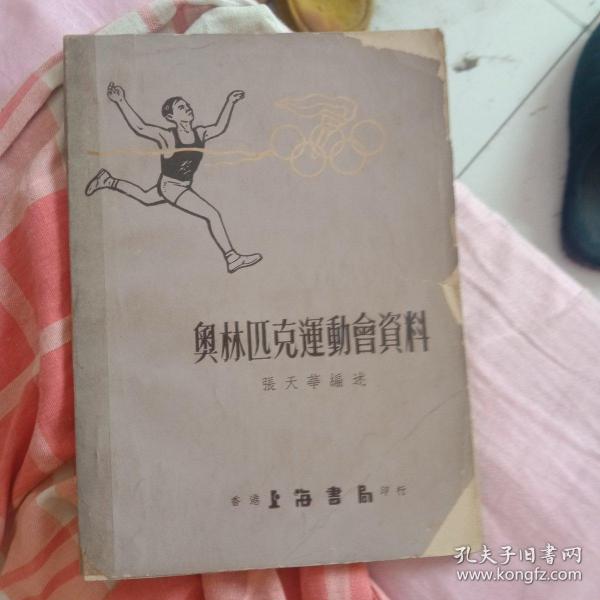 奧林匹克運動會資料
張天華編述
香港 上海書局 印行
孔夫子旧书网
www.kongfz.com